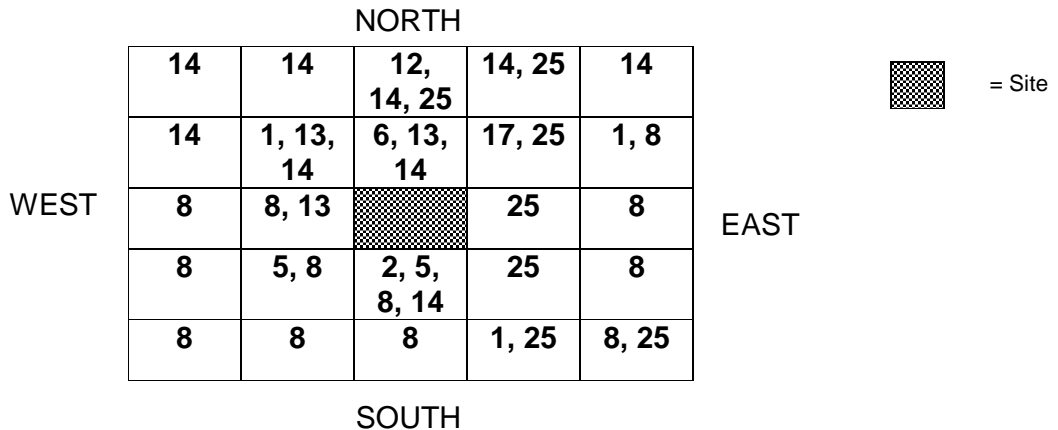 NORTH
14 14 12, 14, 25 14, 25 14
= Site
14 1, 13, 14 6, 13, 14 17, 25 1, 8
WEST
8 8, 13 25 8
EAST
8 5, 8 2, 5, 8, 14 25 8
8 8 8 1, 25 8, 25
SOUTH